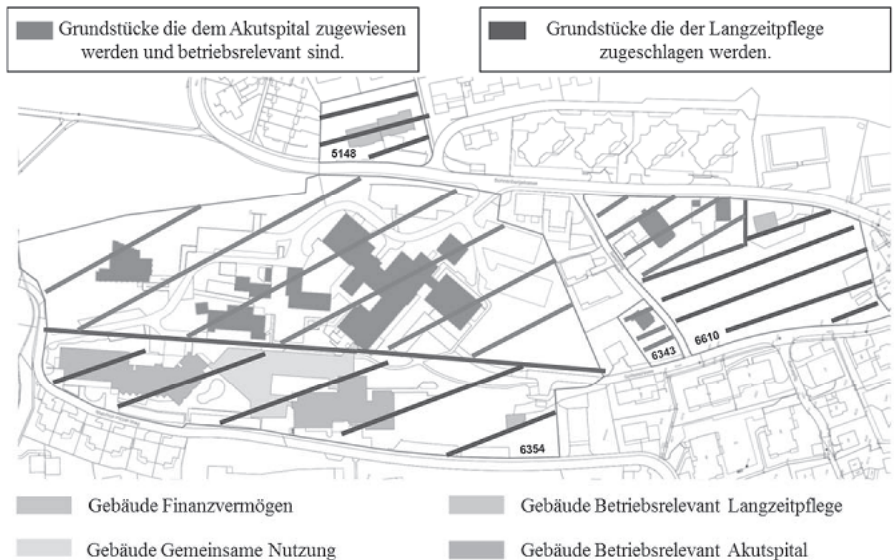 Grundstücke die dem Akutspital zugewiesen
werden und betriebsrelevant sind.
Grundstücke die der Langzeitpflege
zugeschlagen werden.
5148
6343
6610
6354
Gebäude Finanzvermögen
Gebäude Betriebsrelevant Langzeitpflege
Gebäude Gemeinsame Nutzung
Gebäude Betriebsrelevant Akutspital